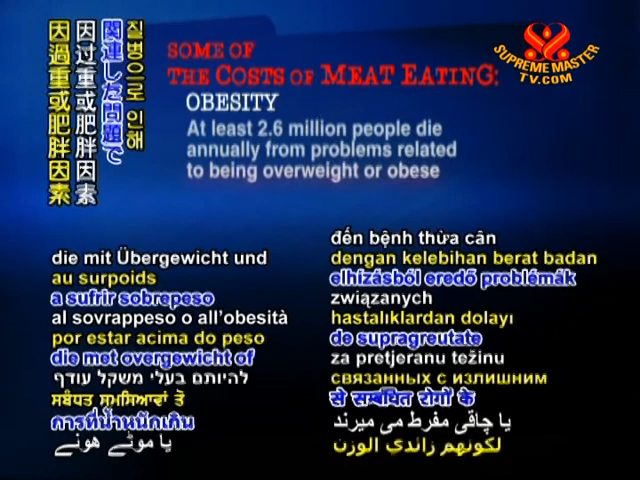 因過重或肥胖因素
因过重或肥胖因素
関連した問題で
질병으로 인해
SOME OF
THE COSTS OF MEAT EATING:
OBESITY
At least 2.6 million people die
annually from problems related
to being overweight or obese
SUPREME MASTER
TV.COM
die mit Übergewicht und
au surpoids
a sufrir sobrepeso
al sovrappeso o all'obesità
por estar acima do peso
die met overgewicht of
להיותם בעלי משקל עודף
ਸਬੰਧਤ ਸਮਸਿਆਵਾਂ ਤੋਂ
การที่น้ำหนักเกิน
یا موٹے ہونے
đến bệnh thừa cân
dengan kelebihan berat badan
elhízásból eredő problémák
związanych
hastalıklardan dolayı
de supragreutate
za pretjeranu težinu
связанных с излишним
से सम्बंधित रोगों के
یا چاقی مفرط می میرند
لكونهم زائدي الوزن